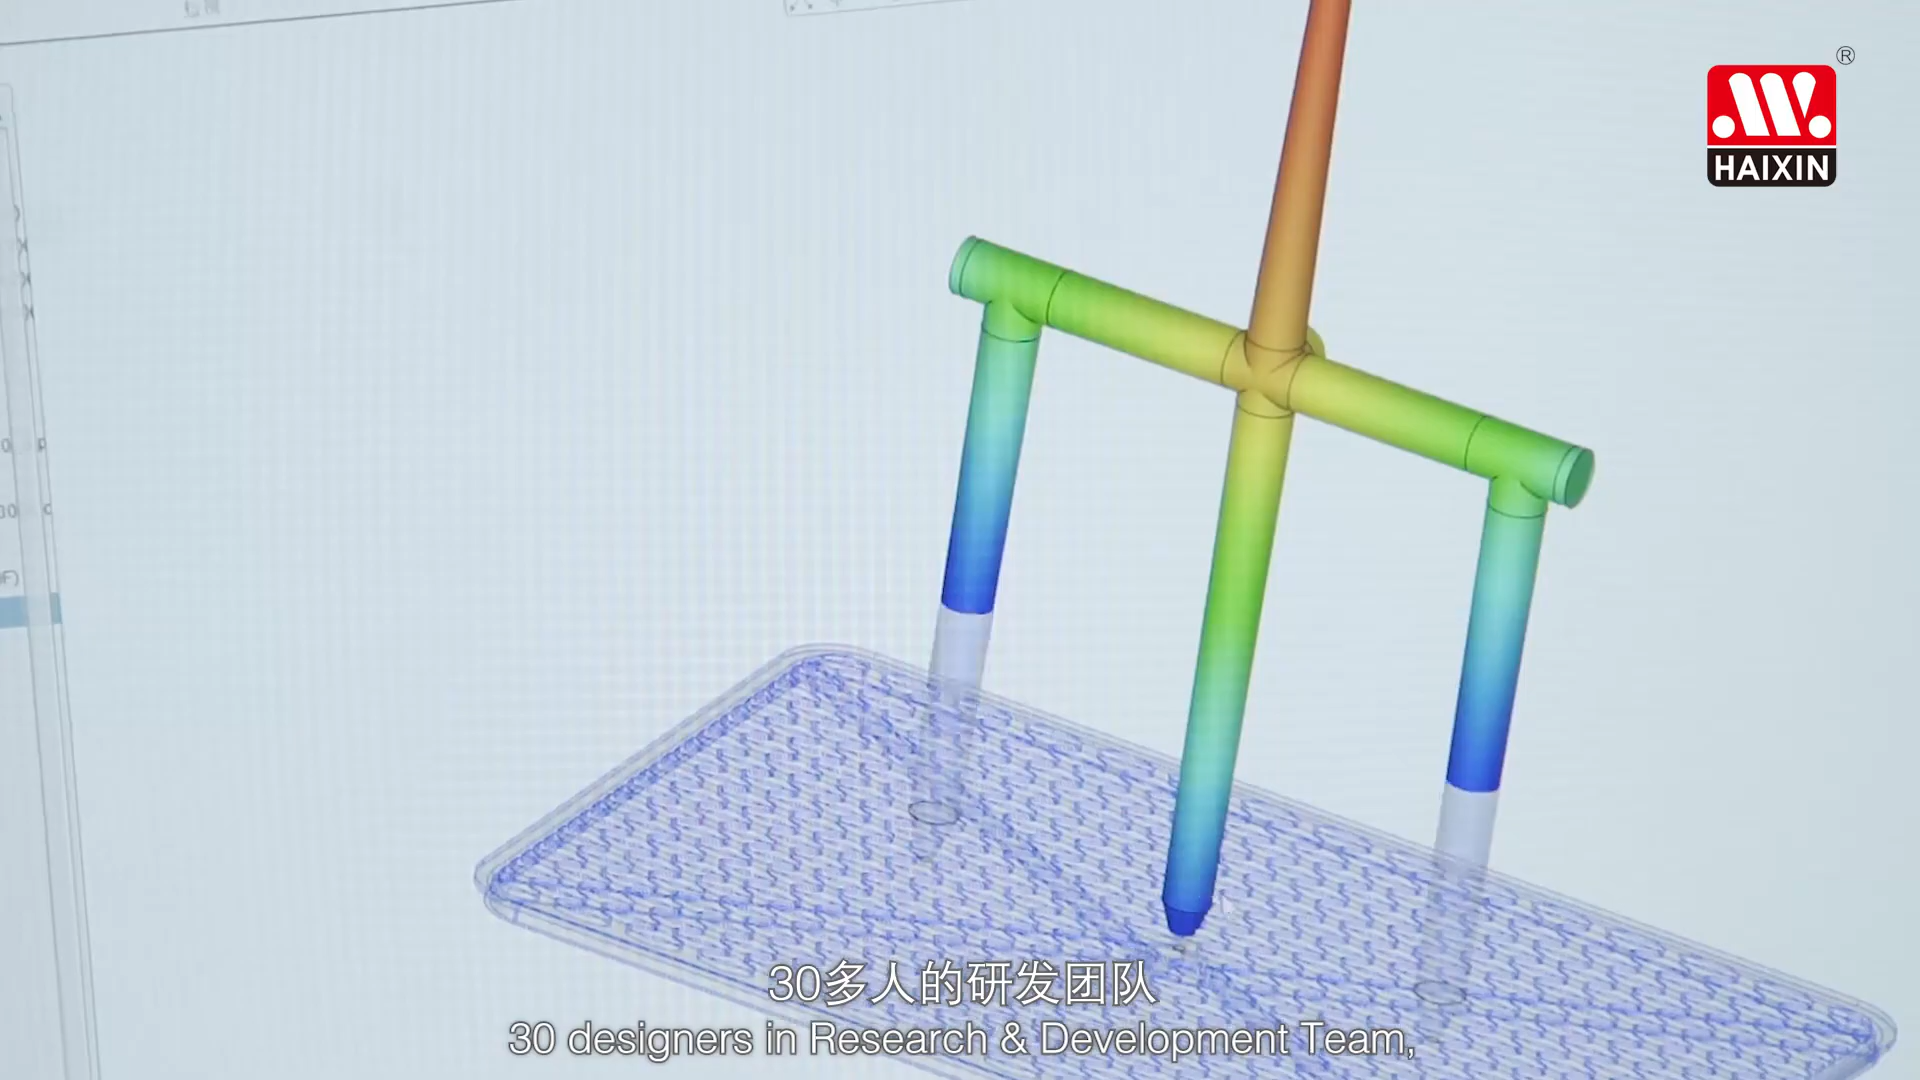 ®
HAIXIN
30多人的研发团队
30 designers in Research & Development Team,